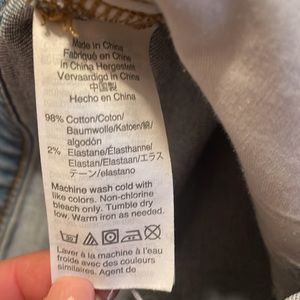 Made in China
Fabriqué en China
in China Hergestelt
Vervaardigd in China
中国製
Hecho en China
98% Cotton/Coton/
Baumwolle/Katoen/綿/
algodón
2% Elastane/Élasthanne/
Elastan/Elastaan/エラス
テーン/elastano
Machine wash cold with
like colors. Non-chlorine
bleach only. Tumble dry
low. Warm iron as needed.
Laver à la machine à l'eau
froide avec des couleurs
similaires. Agent de